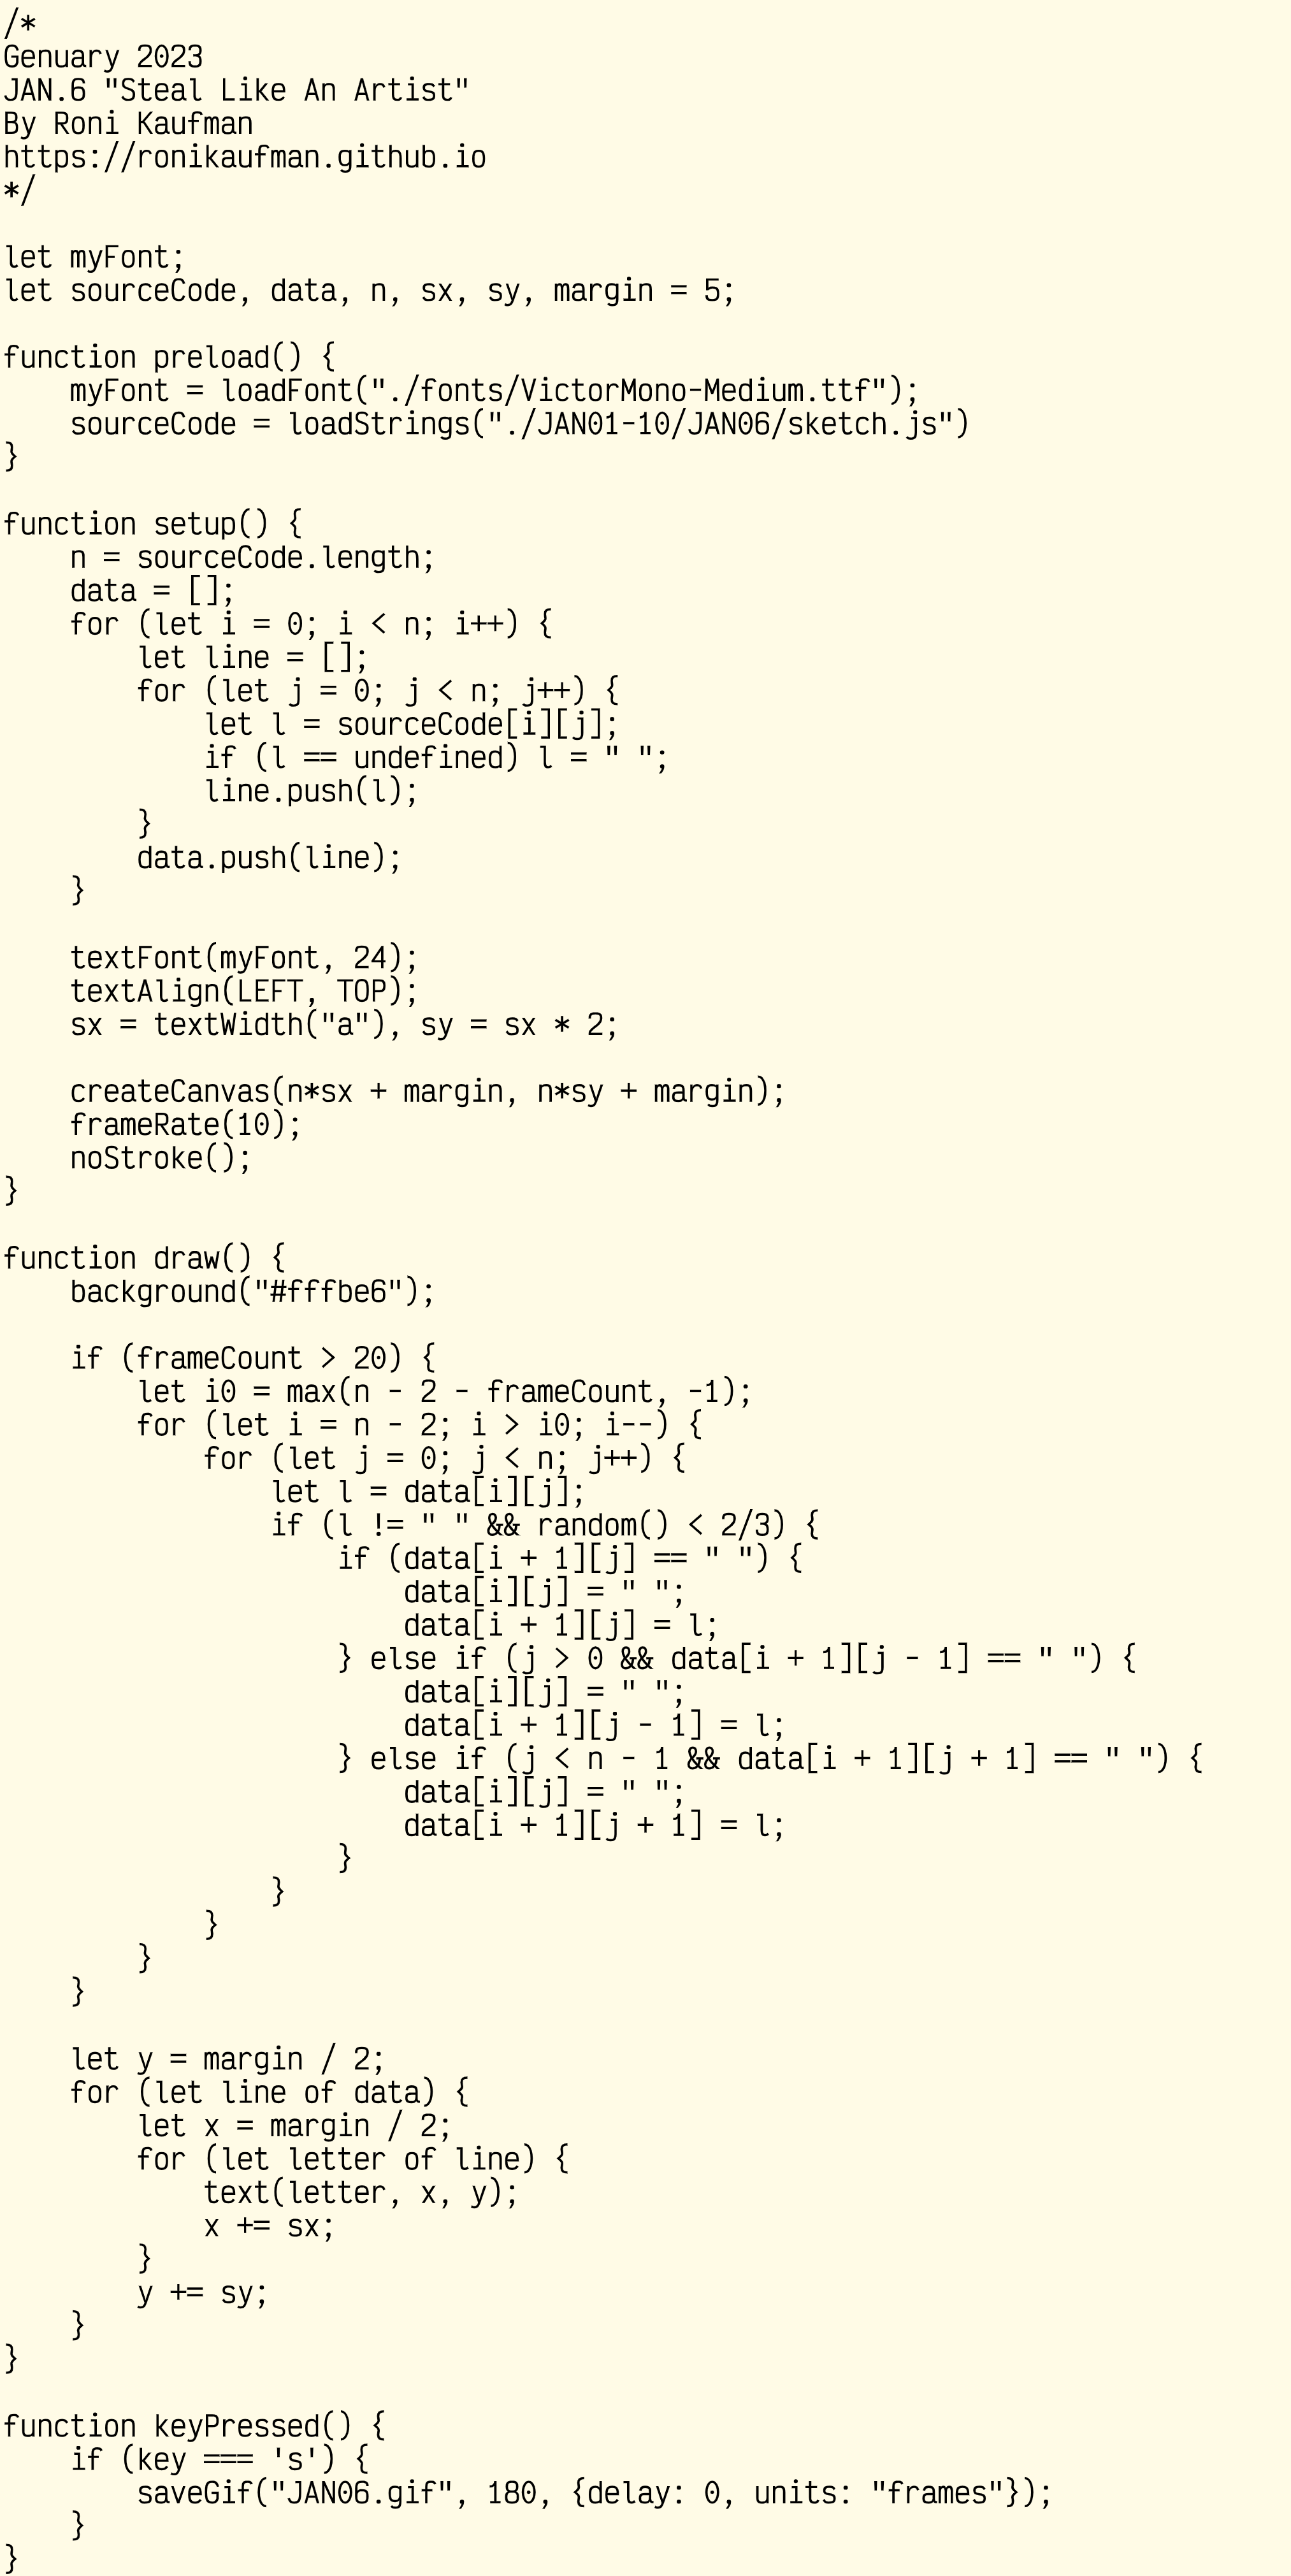 /*
Genuary 2023
JAN.6 "Steal Like An Artist"
By Roni Kaufman
https://ronikaufman.github.io
*/

let myFont;
let sourceCode, data, n, sx, sy, margin = 5;

function preload() {
    myFont = loadFont("./fonts/VictorMono-Medium.ttf");
    sourceCode = loadStrings("./JAN01-10/JAN06/sketch.js")
}

function setup() {
    n = sourceCode.length;
    data = [];
    for (let i = 0; i < n; i++) {
        let line = [];
        for (let j = 0; j < n; j++) {
            let l = sourceCode[i][j];
            if (l == undefined) l = " ";
            line.push(l);
        }
        data.push(line);
    }

    textFont(myFont, 24);
    textAlign(LEFT, TOP);
    sx = textWidth("a"), sy = sx * 2;

    createCanvas(n*sx + margin, n*sy + margin);
    frameRate(10);
    noStroke();
}

function draw() {
    background("#fffbe6");

    if (frameCount > 20) {
        let i0 = max(n - 2 - frameCount, -1);
        for (let i = n - 2; i > i0; i--) {
            for (let j = 0; j < n; j++) {
                let l = data[i][j];
                if (l != " " && random() < 2/3) {
                    if (data[i + 1][j] == " ") {
                        data[i][j] = " ";
                        data[i + 1][j] = l;
                    } else if (j > 0 && data[i + 1][j - 1] == " ") {
                        data[i][j] = " ";
                        data[i + 1][j - 1] = l;
                    } else if (j < n - 1 && data[i + 1][j + 1] == " ") {
                        data[i][j] = " ";
                        data[i + 1][j + 1] = l;
                    }
                }
            }
        }
    }

    let y = margin / 2;
    for (let line of data) {
        let x = margin / 2;
        for (let letter of line) {
            text(letter, x, y);
            x += sx;
        }
        y += sy;
    }
}

function keyPressed() {
    if (key === 's') {
        saveGif("JAN06.gif", 180, {delay: 0, units: "frames"});
    }
}